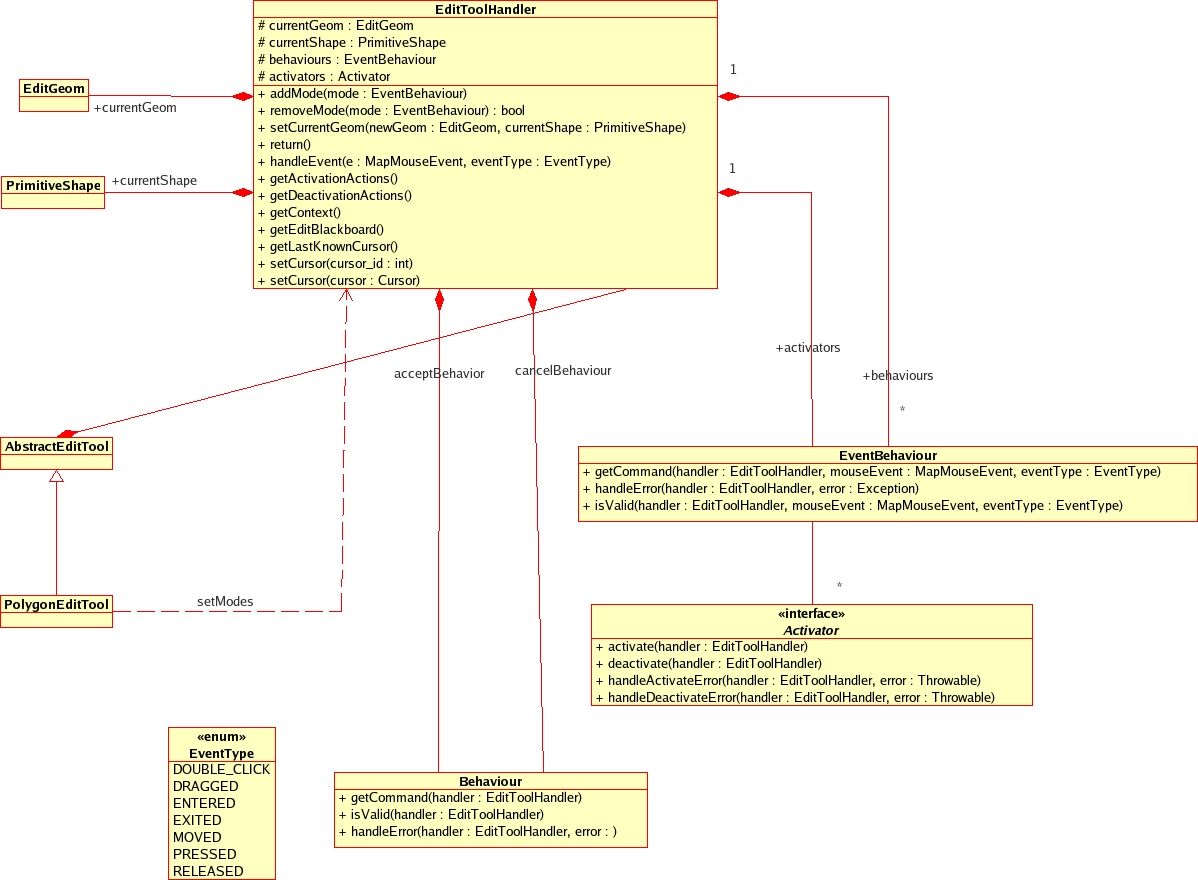 EditToolHandler
# currentGeom : EditGeom
# currentShape : PrimitiveShape
# behaviours : EventBehaviour
# activators : Activator
+ addMode(mode : EventBehaviour)
+ removeMode(mode : EventBehaviour) : bool
+ setCurrentGeom(newGeom : EditGeom, currentShape : PrimitiveShape)
+ return()
+ handleEvent(e : MapMouseEvent, eventType : EventType)
+ getActivationActions()
+ getDeactivationActions()
+ getContext()
+ getEditBlackboard()
+ getLastKnownCursor()
+ setCursor(cursor_id : int)
+ setCursor(cursor : Cursor)
EditGeom
+currentGeom
PrimitiveShape
+currentShape
1
1
+activators
+behaviours
*
acceptBehavior
cancelBehaviour
AbstractEditTool
PolygonEditTool
setModes
EventBehaviour
+ getCommand(handler : EditToolHandler, mouseEvent : MapMouseEvent, eventType : EventType)
+ handleError(handler : EditToolHandler, error : Exception)
+ isValid(handler : EditToolHandler, mouseEvent : MapMouseEvent, eventType : EventType)
*
«interface»
Activator
+ activate(handler : EditToolHandler)
+ deactivate(handler : EditToolHandler)
+ handleActivateError(handler : EditToolHandler, error : Throwable)
+ handleDeactivateError(handler : EditToolHandler, error : Throwable)
«enum»
EventType
DOUBLE_CLICK
DRAGGED
ENTERED
EXITED
MOVED
PRESSED
RELEASED
Behaviour
+ getCommand(handler : EditToolHandler)
+ isValid(handler : EditToolHandler)
+ handleError(handler : EditToolHandler, error : )